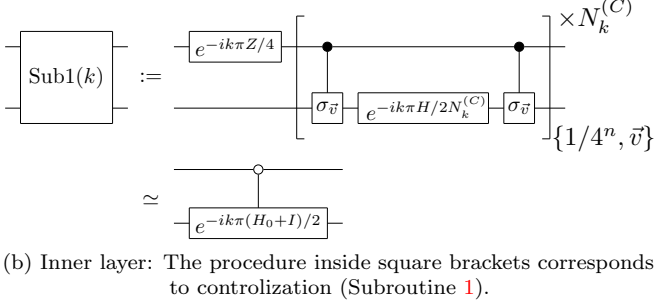 Sub1(k) := e^{-ikπZ/4} [ σ_{\vec{v}} e^{-ikπH/2N_k^{(C)}} σ_{\vec{v}} ] ×N_k^{(C)}
{1/4^n, \vec{v}}
≃ e^{-ikπ(H_0+I)/2}
(b) Inner layer: The procedure inside square brackets corresponds
to controlization (Subroutine 1).